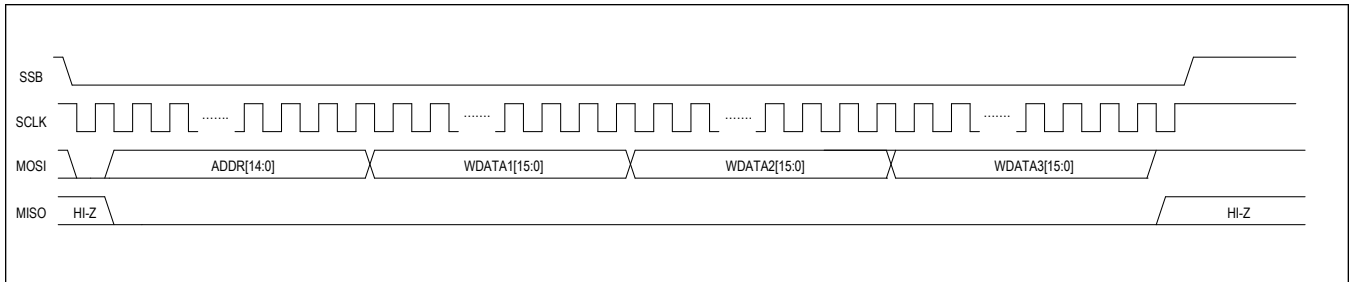 SSB
SCLK ....... ....... ....... .......
MOSI ADDR[14:0] WDATA1[15:0] WDATA2[15:0] WDATA3[15:0]
MISO HI-Z HI-Z